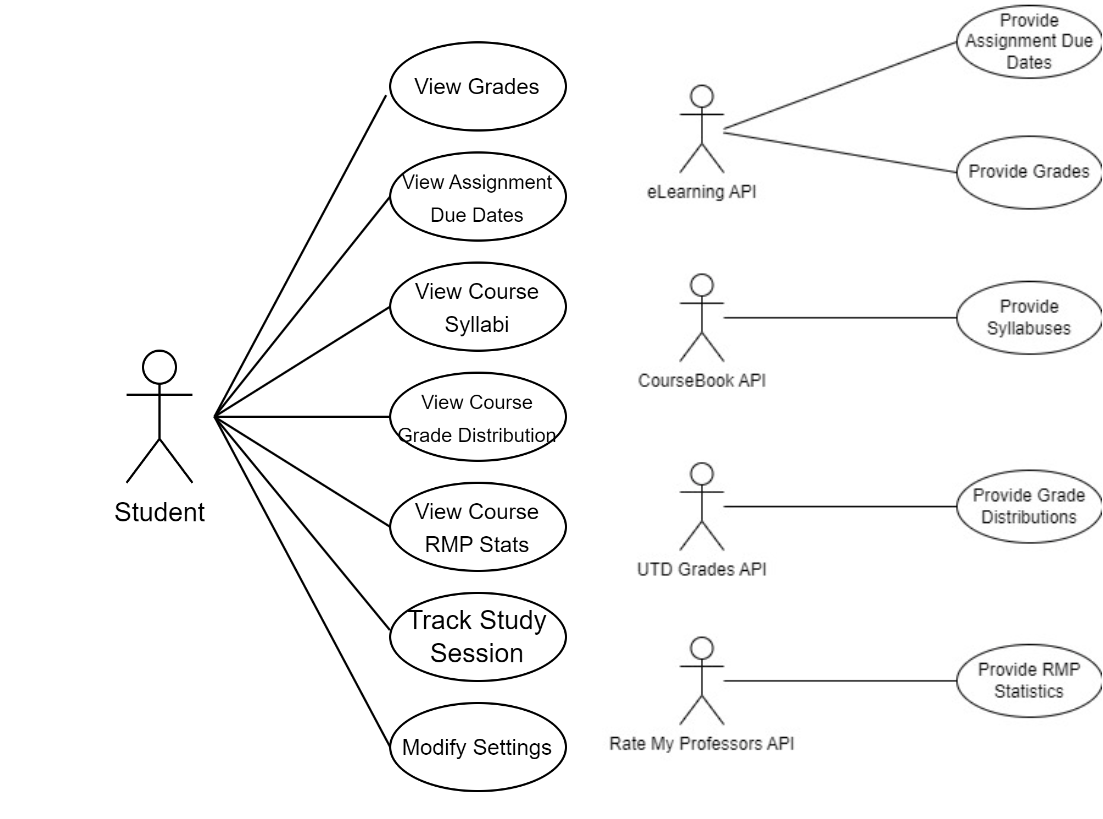 View Grades
View Assignment
Due Dates
View Course
Syllabi
View Course
Grade Distribution
View Course
RMP Stats
Track Study
Session
Modify Settings
Student
Provide
Assignment Due
Dates
Provide Grades
eLearning API
Provide
Syllabuses
CourseBook API
Provide Grade
Distributions
UTD Grades API
Provide RMP
Statistics
Rate My Professors API